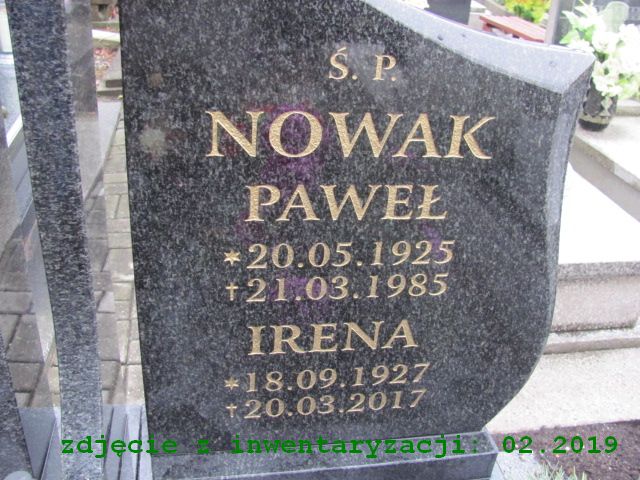 Ś. P.
NOWAK
PAWEŁ
* 20.05.1925
† 21.03.1985
IRENA
* 18.09.1927
† 20.03.2017
zdjęcie z inwentaryzacji: 02.2019